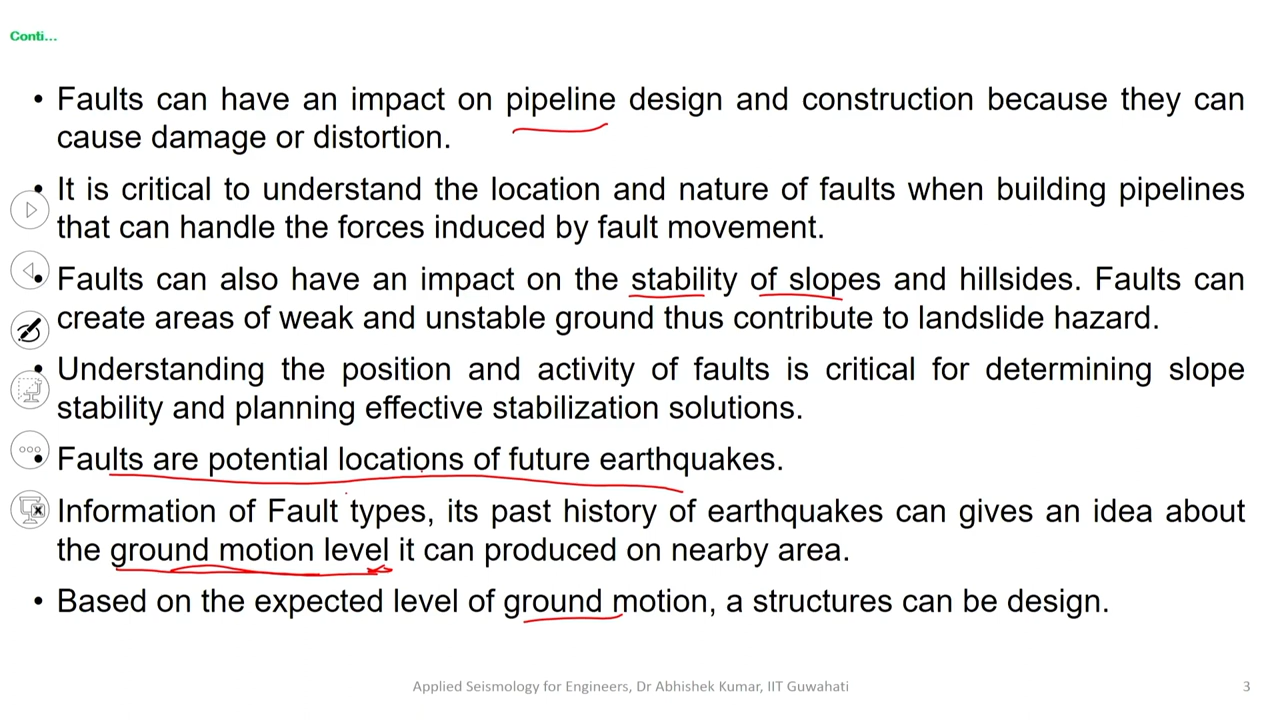 Conti...
• Faults can have an impact on pipeline design and construction because they can
cause damage or distortion.
• It is critical to understand the location and nature of faults when building pipelines
that can handle the forces induced by fault movement.
• Faults can also have an impact on the stability of slopes and hillsides. Faults can
create areas of weak and unstable ground thus contribute to landslide hazard.
• Understanding the position and activity of faults is critical for determining slope
stability and planning effective stabilization solutions.
• Faults are potential locations of future earthquakes.
Information of Fault types, its past history of earthquakes can gives an idea about
the ground motion level it can produced on nearby area.
• Based on the expected level of ground motion, a structures can be design.
Applied Seismology for Engineers, Dr Abhishek Kumar, IIT Guwahati
3